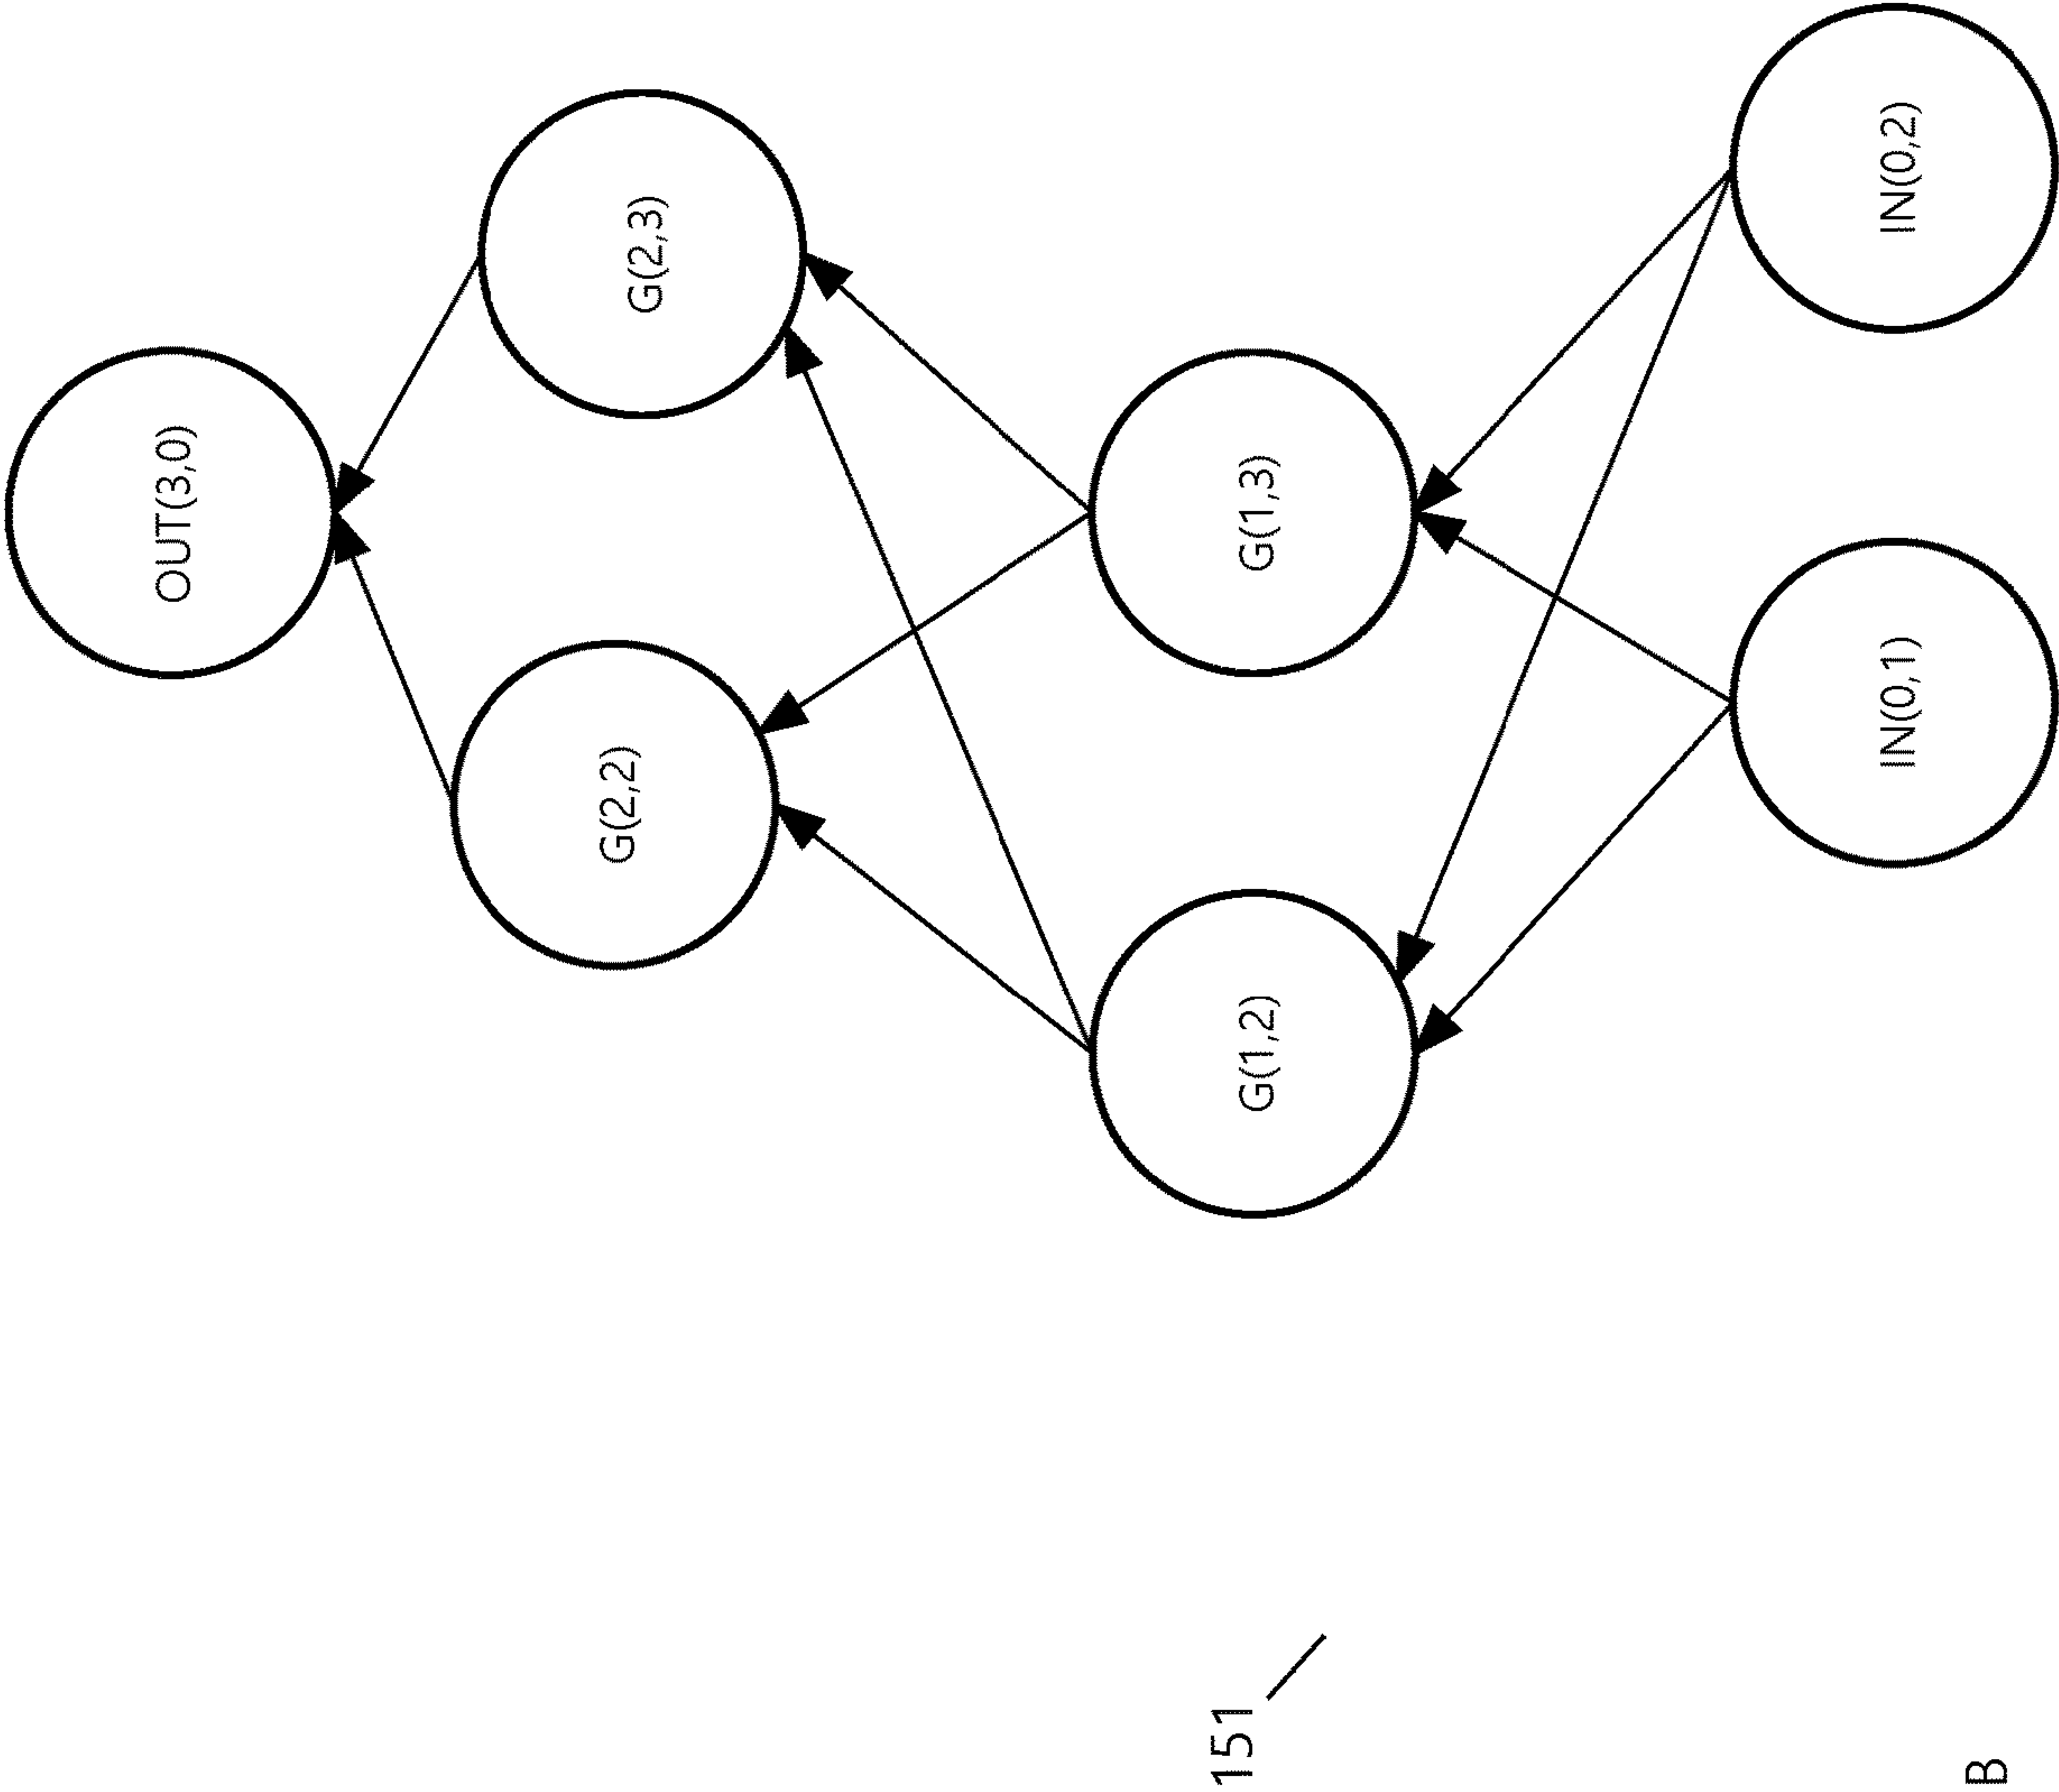 OUT(3,0)
G(2,2)
G(2,3)
G(1,2)
G(1,3)
IN(0,1)
IN(0,2)
151
B